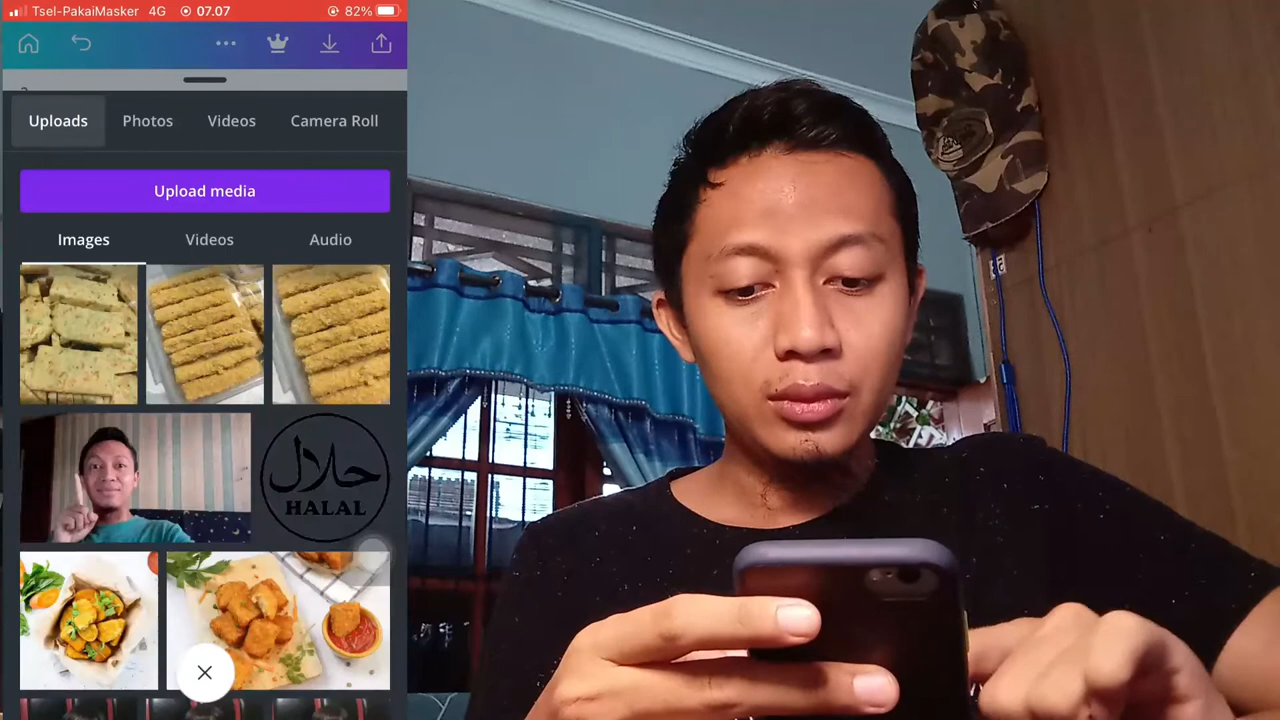 Tsel-PakaiMasker 4G 07.07 82%
Uploads Photos Videos Camera Roll
Upload media
Images Videos Audio
حلال
HALAL